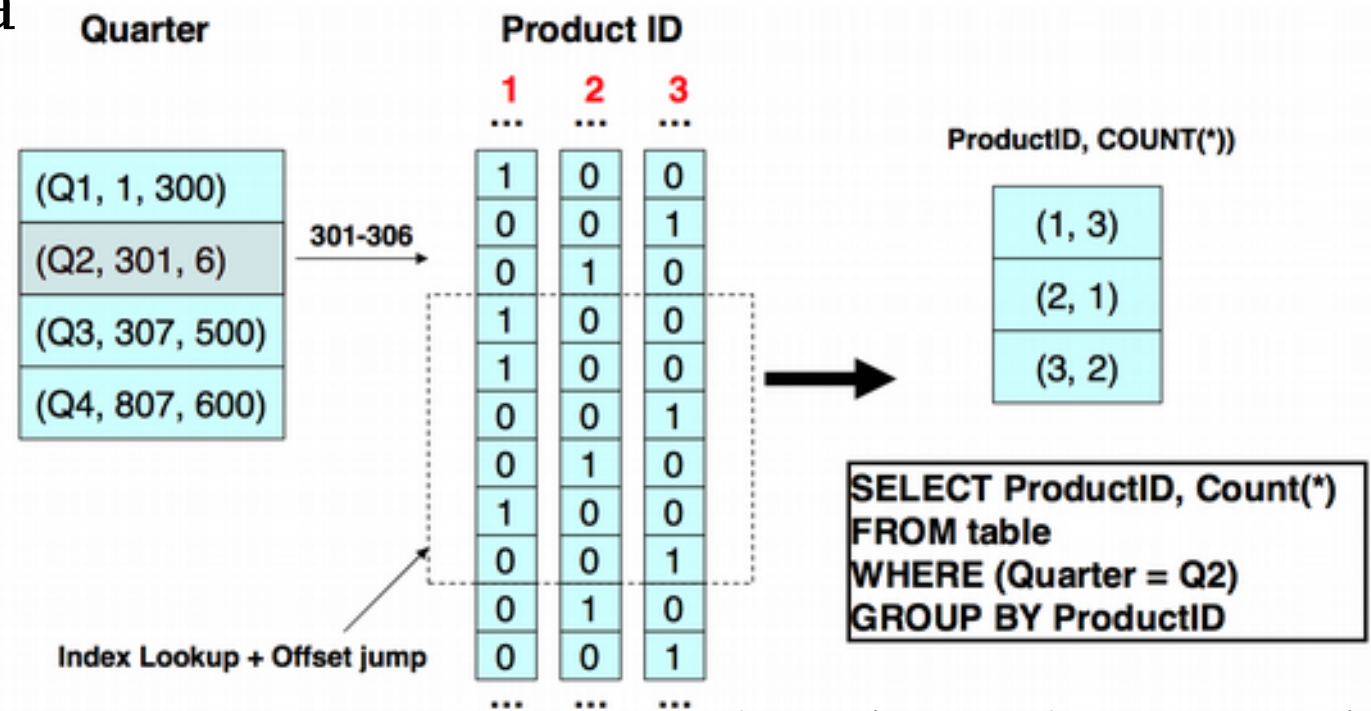 Quarter
Product ID
1 2 3
... ... ...
ProductID, COUNT(*))
(Q1, 1, 300)
(Q2, 301, 6)
(Q3, 307, 500)
(Q4, 807, 600)
301-306
1 0 0
0 0 1
0 1 0
1 0 0
1 0 0
0 0 1
0 1 0
1 0 0
0 0 1
0 1 0
0 0 1
... ... ...
(1, 3)
(2, 1)
(3, 2)
Index Lookup + Offset jump
SELECT ProductID, Count(*)
FROM table
WHERE (Quarter = Q2)
GROUP BY ProductID